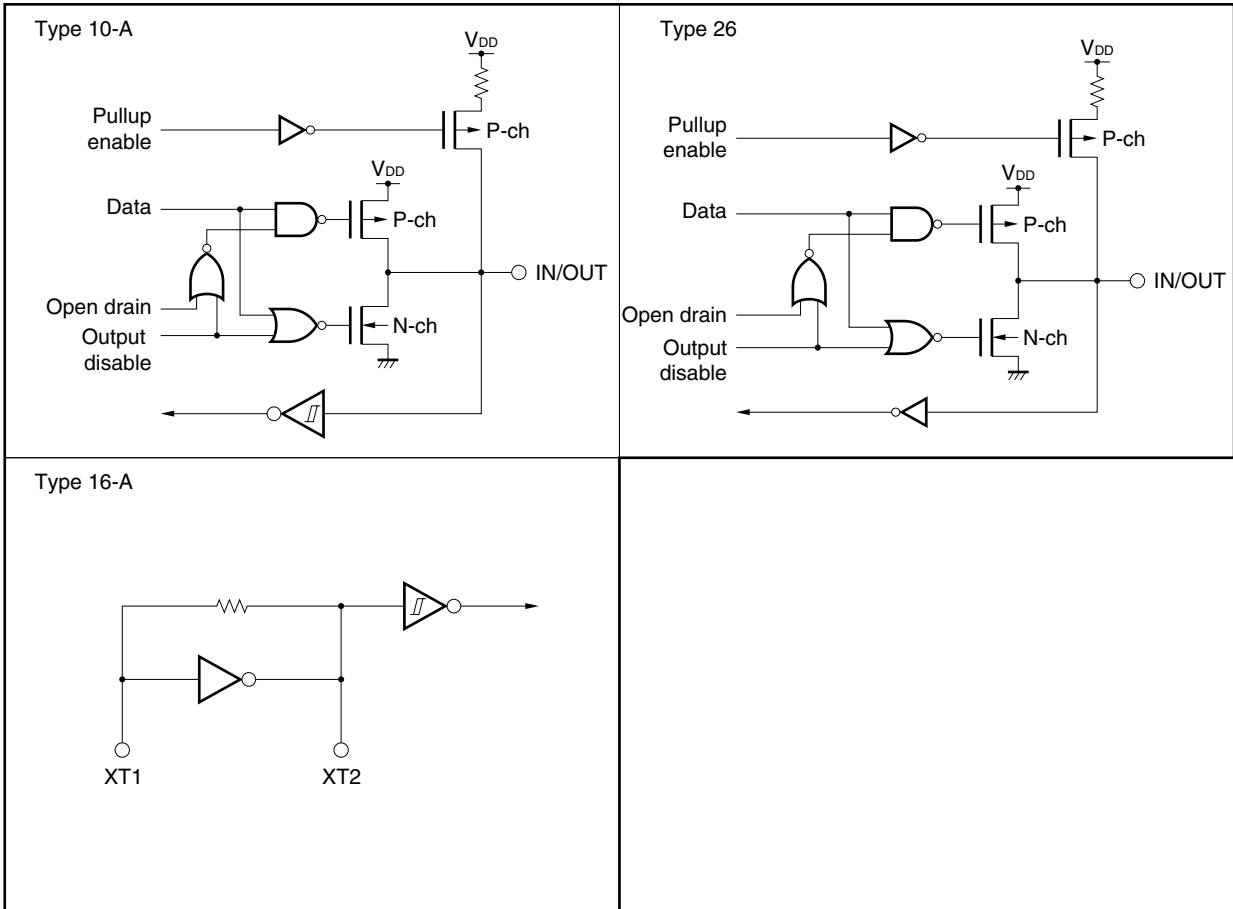 Type 10-A
VDD
Pullup
enable
P-ch
VDD
Data
P-ch
IN/OUT
Open drain
Output
disable
N-ch
Type 26
VDD
Pullup
enable
P-ch
VDD
Data
P-ch
IN/OUT
Open drain
Output
disable
N-ch
Type 16-A
XT1
XT2